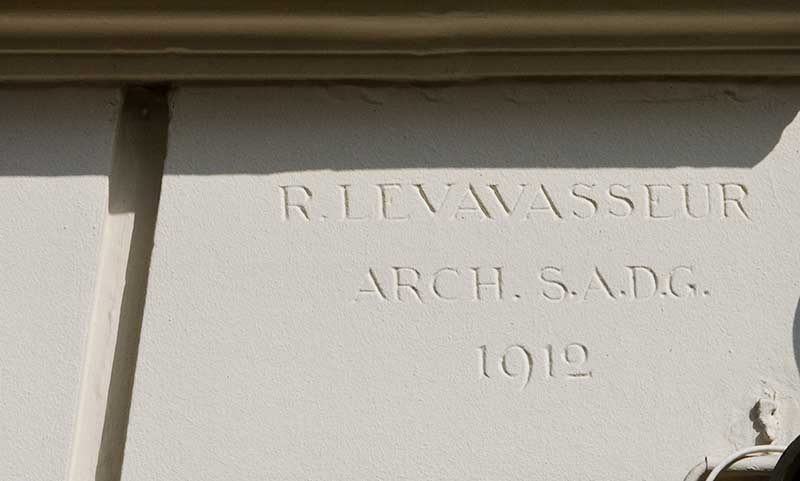 R. LEVAVASSEUR
ARCH. S.A.D.G.
1912